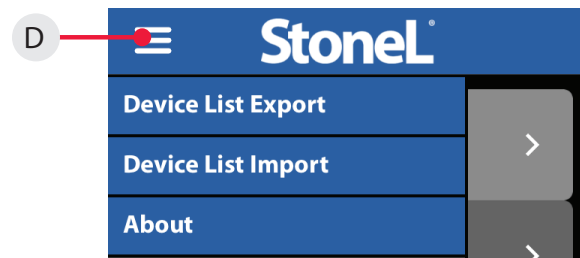 D
StoneL®
Device List Export
Device List Import
About